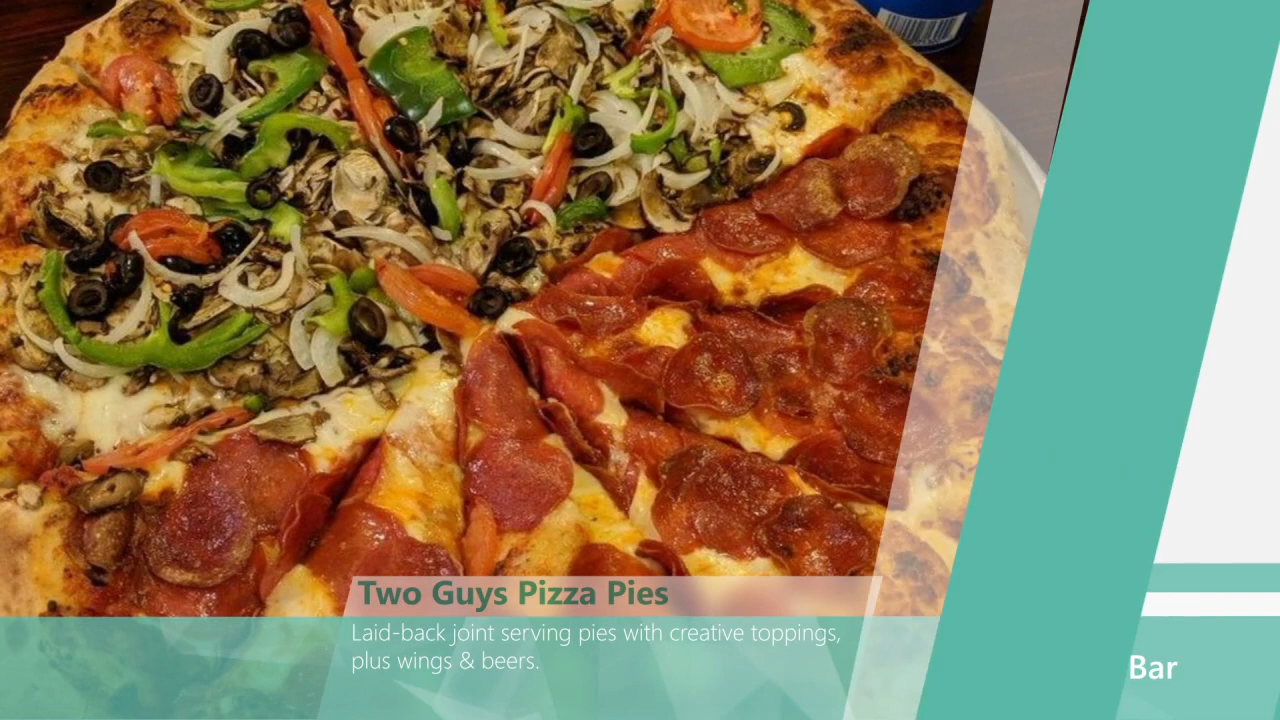 Two Guys Pizza Pies
Laid-back joint serving pies with creative toppings,
plus wings & beers.
Bar